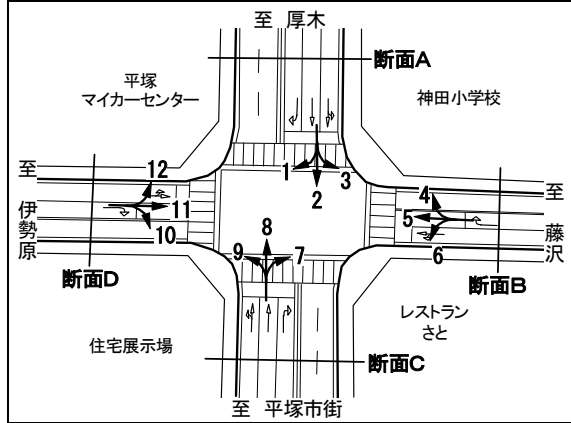 至 厚木
断面A
平塚
マイカーセンター
神田小学校
1
2
3
至
伊
勢
原
12
11
10
4
5
6
至
藤
沢
8
9
7
断面D
断面B
住宅展示場
レストラン
さと
断面C
至 平塚市街